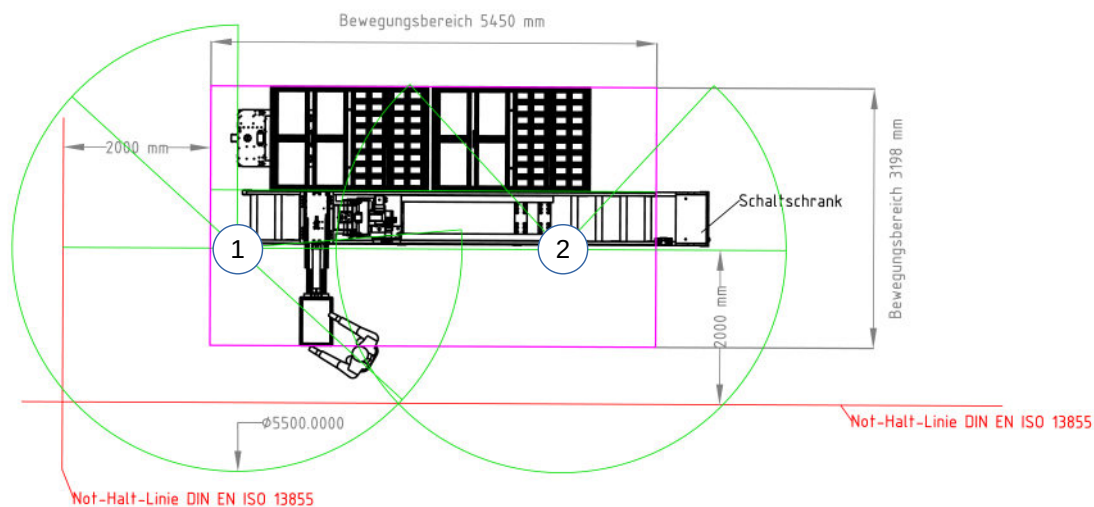 Bewegungsbereich 5450 mm
2000 mm
Bewegungsbereich 3198 mm
Schaltschrank
1
2
2000 mm
⌀5500.0000
Not-Halt-Linie DIN EN ISO 13855
Not-Halt-Linie DIN EN ISO 13855